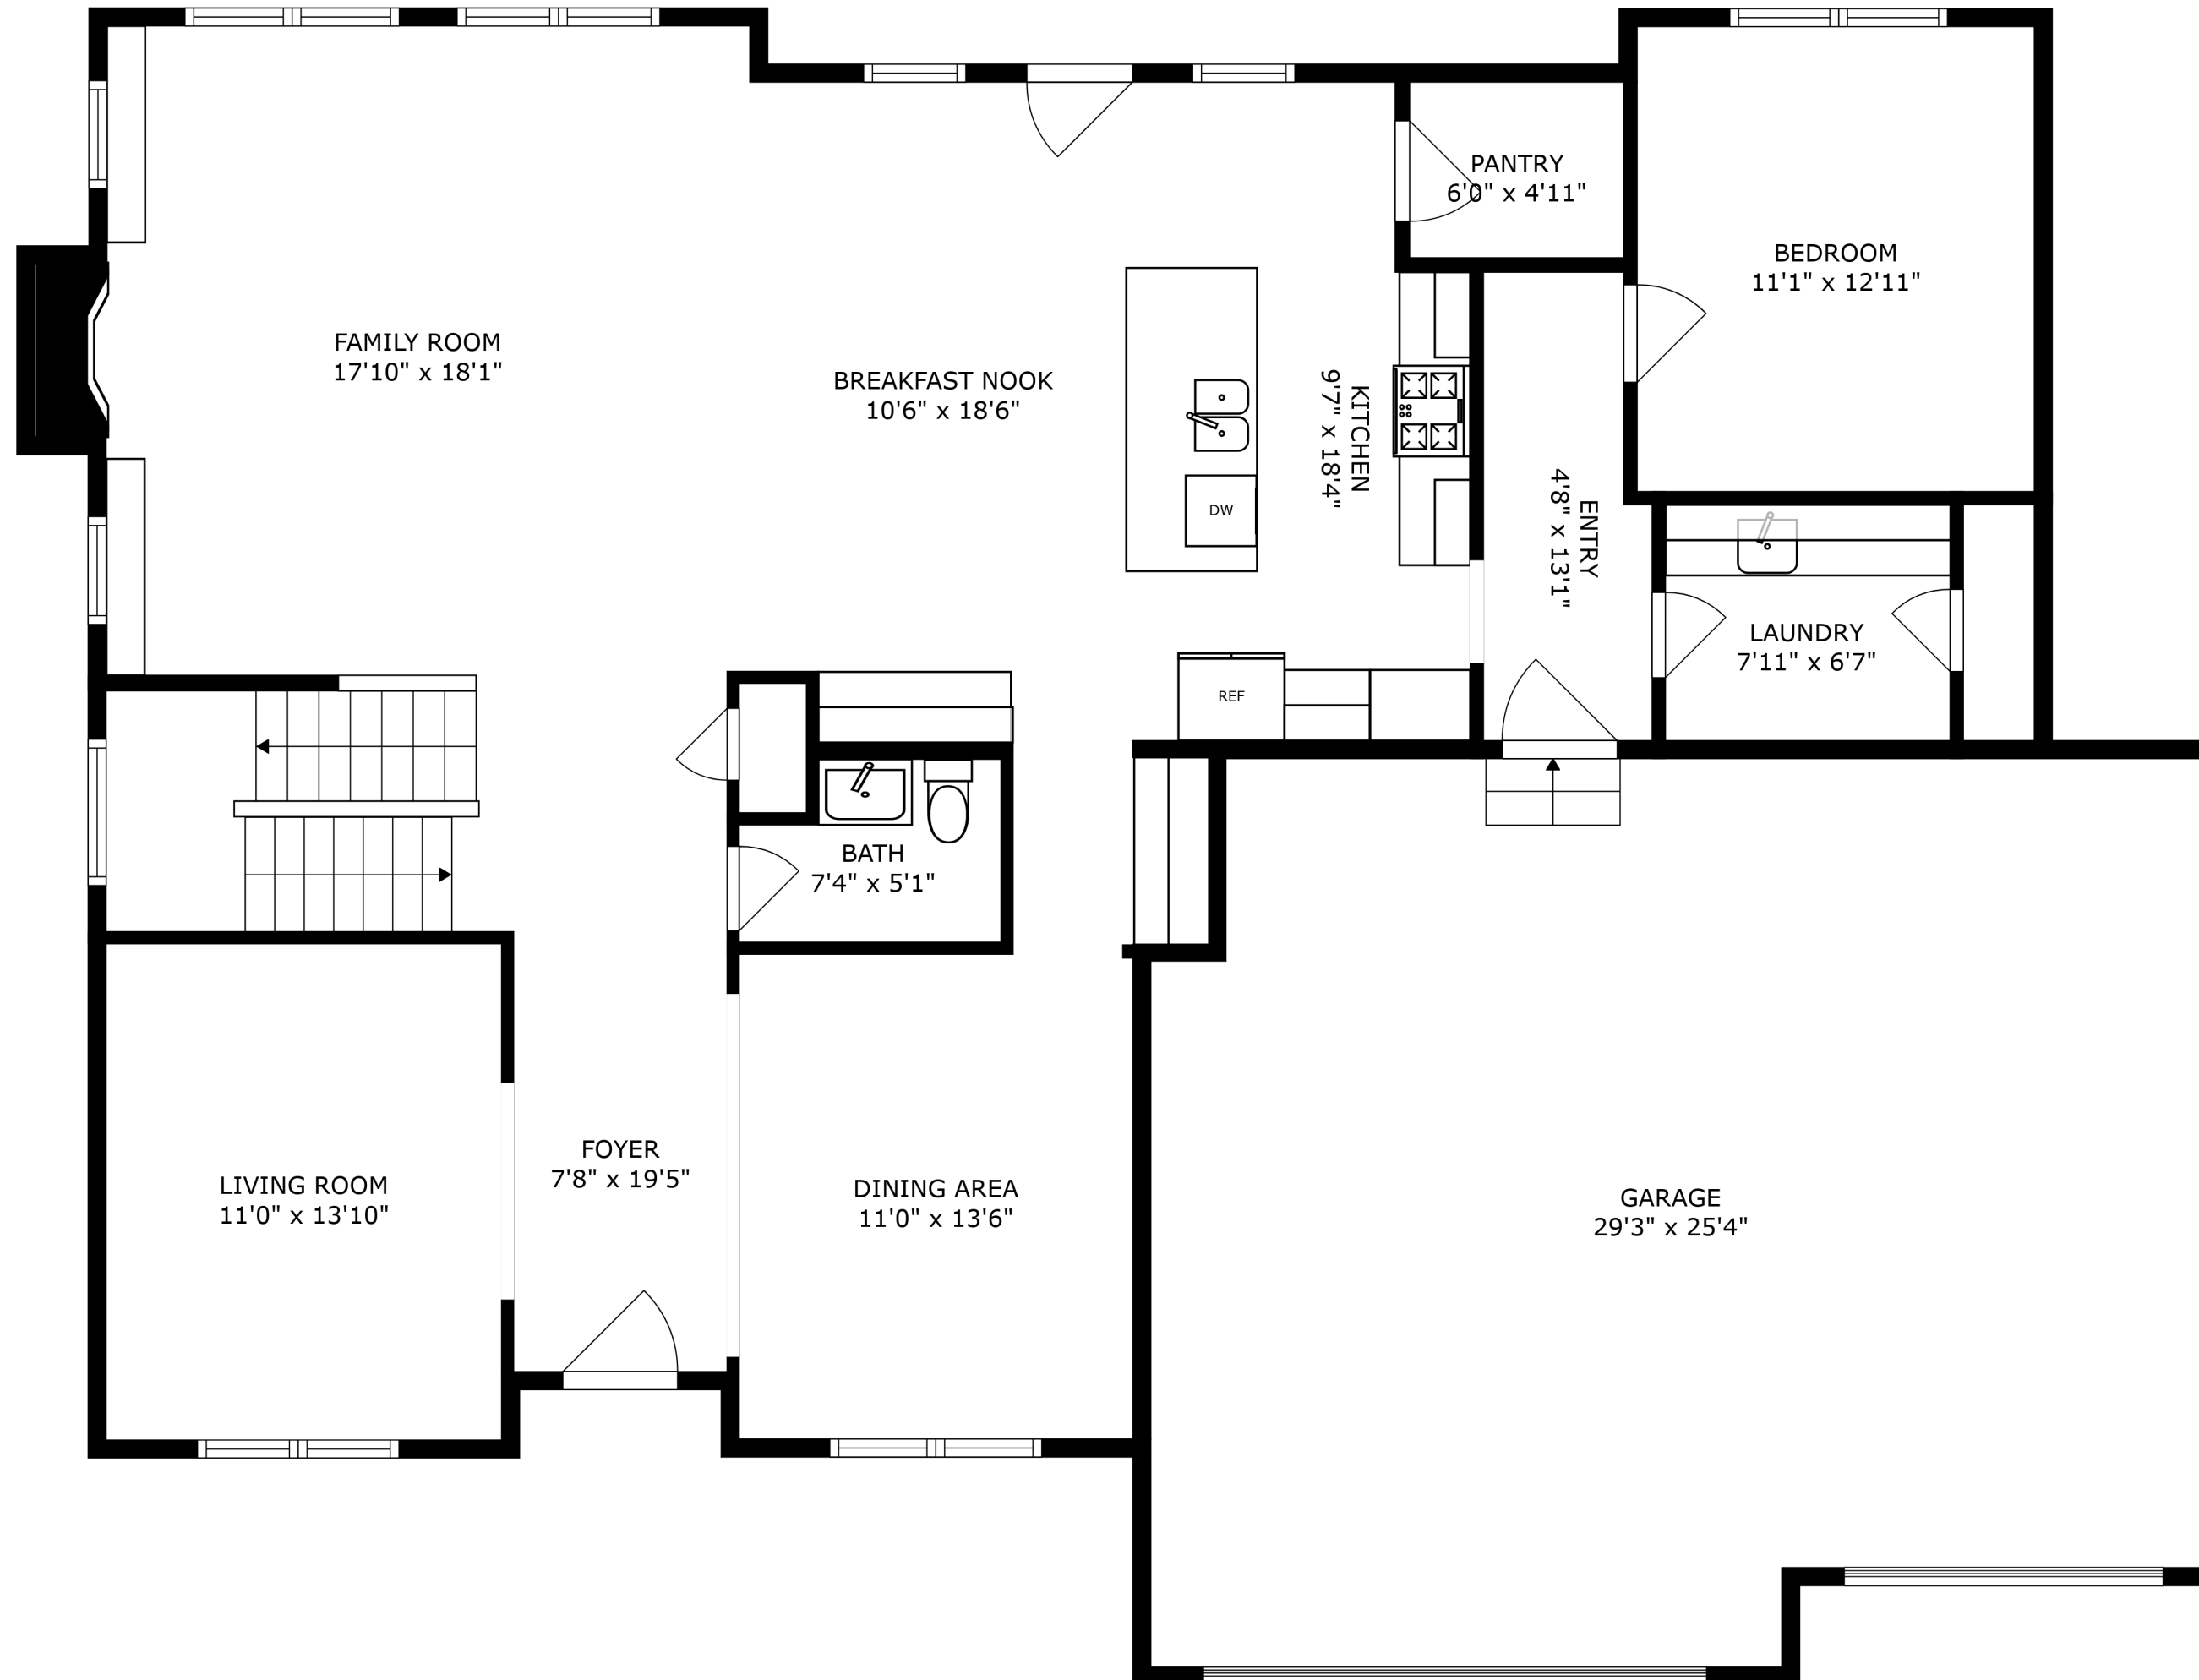 PANTRY
6'0" x 4'11"
BEDROOM
11'1" x 12'11"
FAMILY ROOM
17'10" x 18'1"
BREAKFAST NOOK
10'6" x 18'6"
KITCHEN
9'7" x 18'4"
DW
ENTRY
4'8" x 13'1"
LAUNDRY
7'11" x 6'7"
REF
BATH
7'4" x 5'1"
FOYER
7'8" x 19'5"
LIVING ROOM
11'0" x 13'10"
DINING AREA
11'0" x 13'6"
GARAGE
29'3" x 25'4"